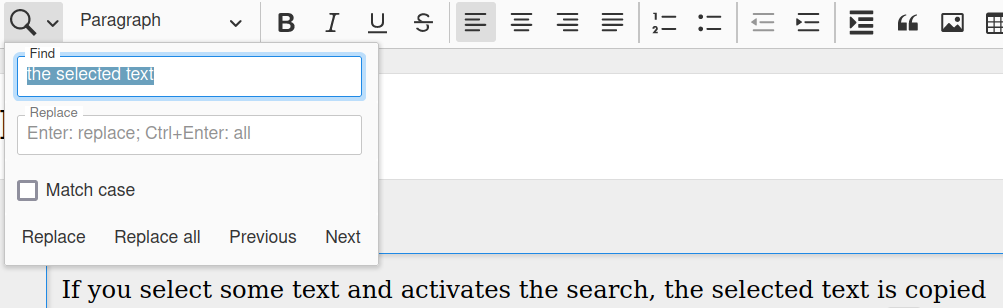 Paragraph B I U S
Find
the selected text
Replace
Enter: replace; Ctrl+Enter: all
Match case
Replace Replace all Previous Next
If you select some text and activates the search, the selected text is copied